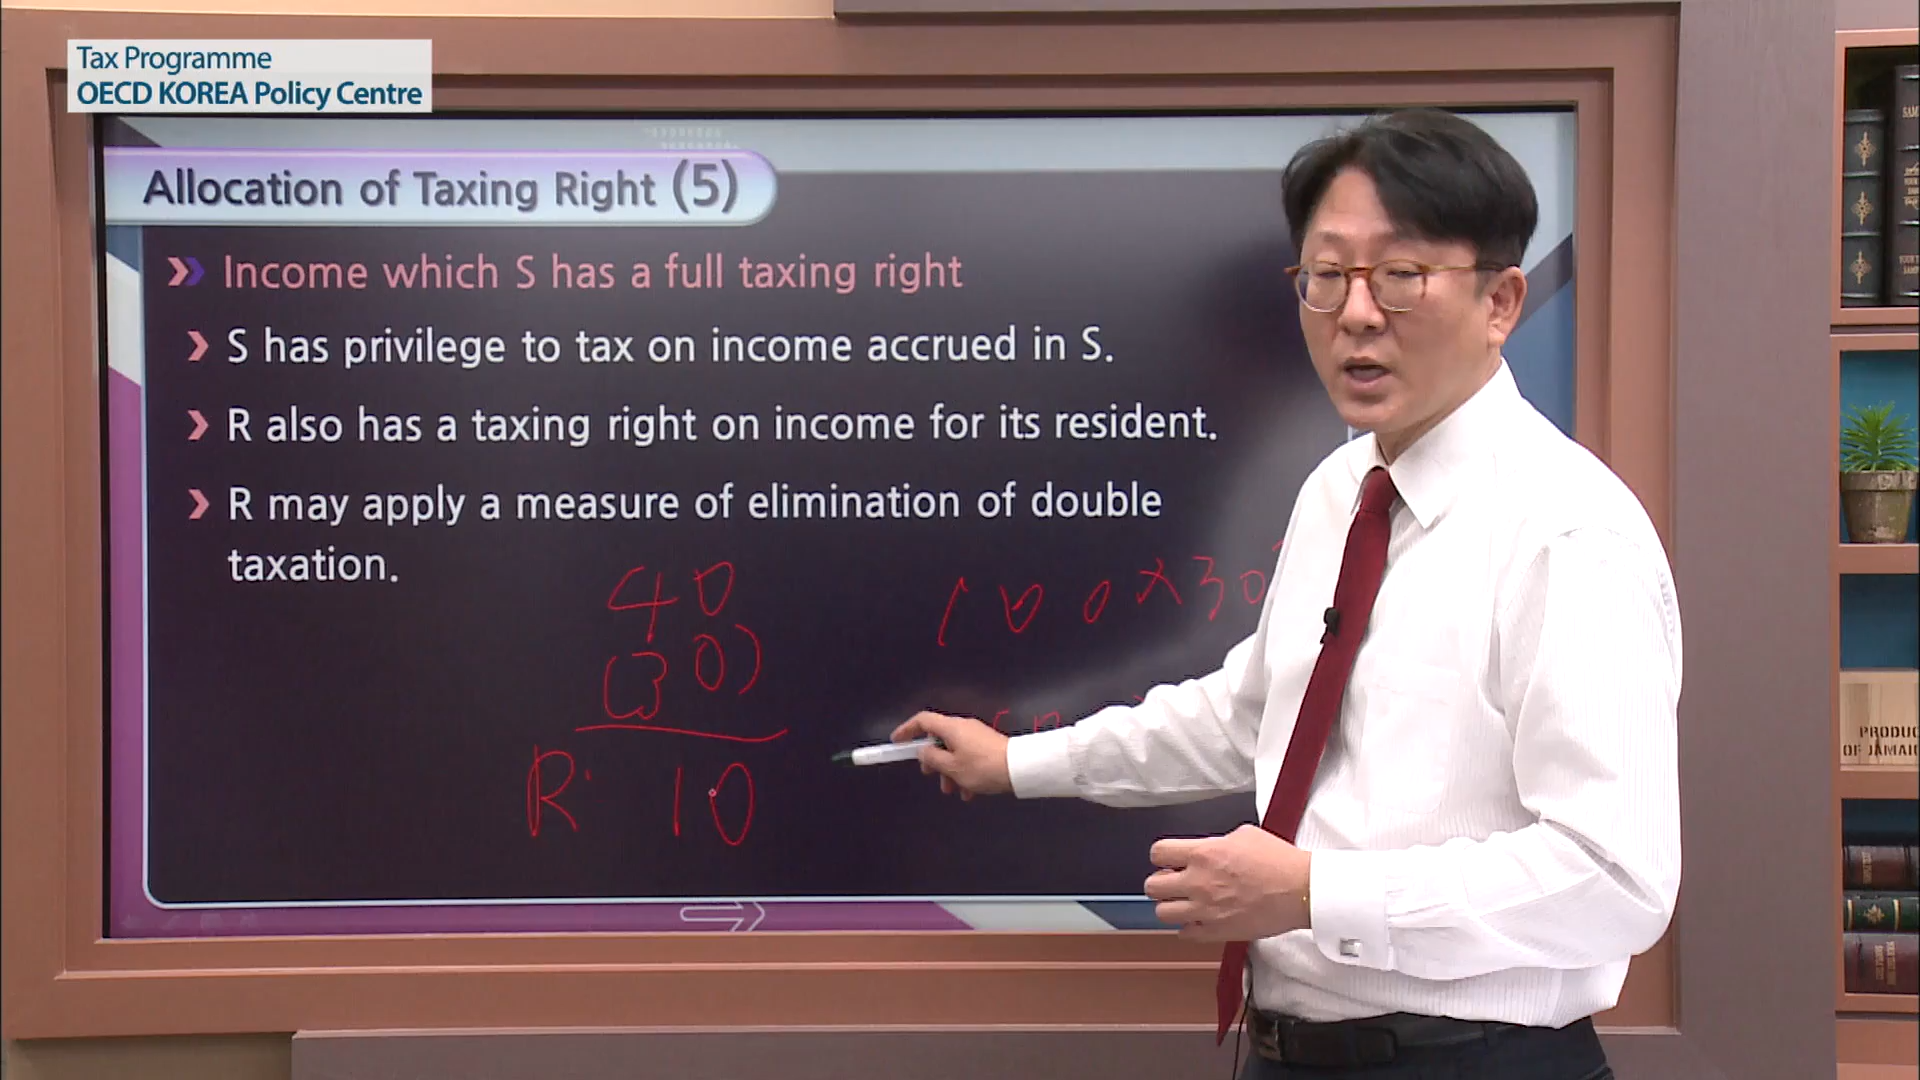 Tax Programme
OECD KOREA Policy Centre
Allocation of Taxing Right (5)
Income which S has a full taxing right
S has privilege to tax on income accrued in S.
R also has a taxing right on income for its resident.
R may apply a measure of elimination of double
taxation.
40
(30)
R 10
100×30
PRODUC
OF JAMAIC